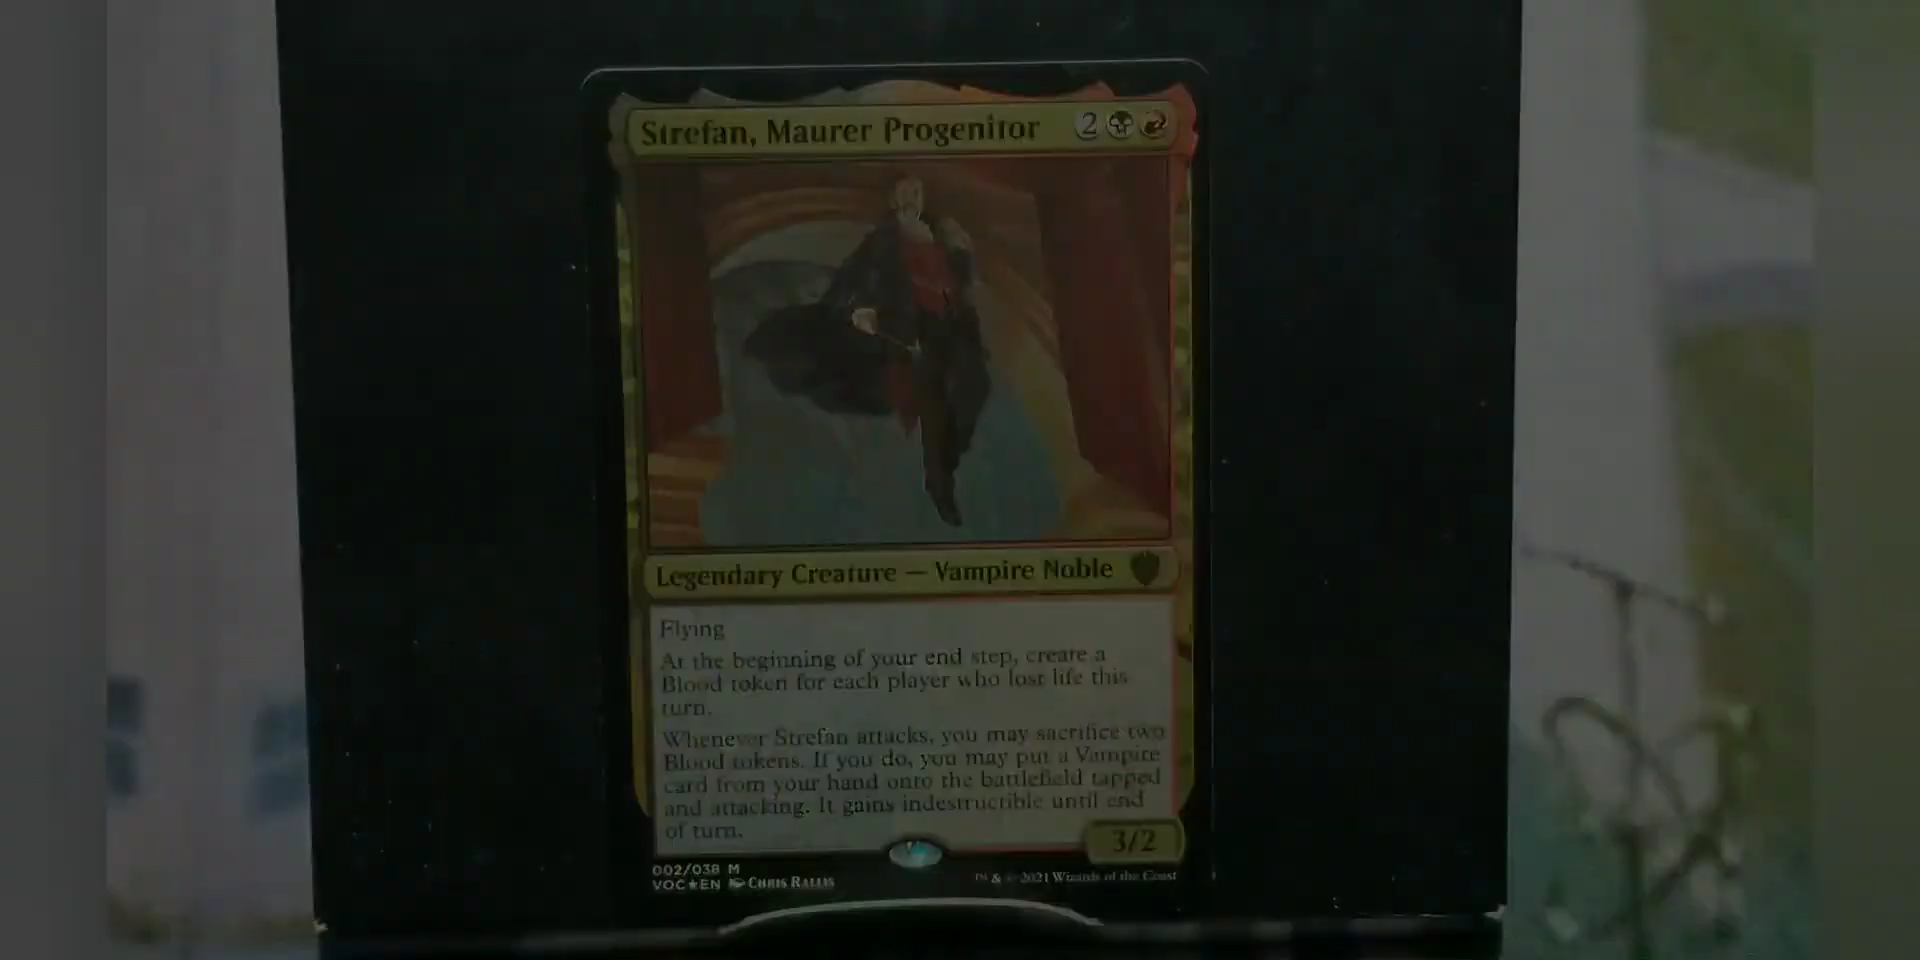 Strefan, Maurer Progenitor 2
Legendary Creature — Vampire Noble
Flying
At the beginning of your end step, create a
Blood token for each player who lost life this
turn.
Whenever Strefan attacks, you may sacrifice two
Blood tokens. If you do, you may put a Vampire
card from your hand onto the battlefield tapped
and attacking. It gains indestructible until end
of turn.
3/2
002/038 M
VOC★EN Chris Rallis
™ & © 2021 Wizards of the Coast